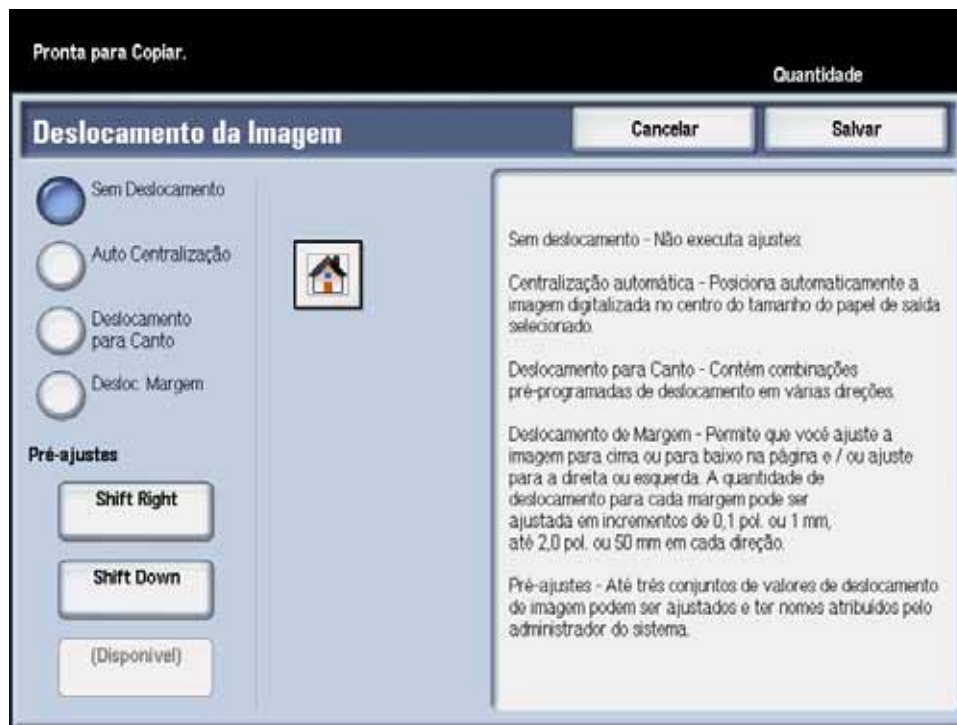 Pronta para Copiar.
Quantidade
Deslocamento da Imagem
Cancelar
Salvar
Sem Deslocamento
Auto Centralização
Deslocamento
para Canto
Desloc. Margem
Pré-ajustes
Shift Right
Shift Down
(Disponível)
Sem deslocamento - Não executa ajustes.
Centralização automática - Posiciona automaticamente a
imagem digitalizada no centro do tamanho do papel de saída
selecionado.
Deslocamento para Canto - Contém combinações
pré-programadas de deslocamento em várias direções.
Deslocamento de Margem - Permite que você ajuste a
imagem para cima ou para baixo na página e / ou ajuste
para a direita ou esquerda. A quantidade de
deslocamento para cada margem pode ser
ajustada em incrementos de 0,1 pol. ou 1 mm,
até 2,0 pol. ou 50 mm em cada direção.
Pré-ajustes - Até três conjuntos de valores de deslocamento
de imagem podem ser ajustados e ter nomes atribuídos pelo
administrador do sistema.